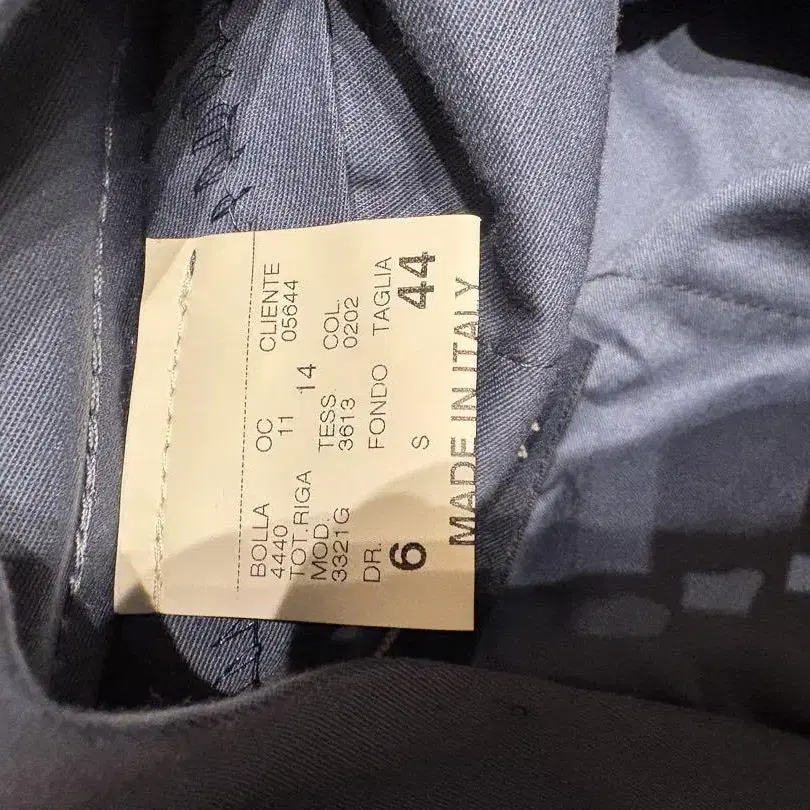 BOLLA OC CLIENTE
4440 11 05644
TOT.RIGA 14
MOD. TESS. COL.
3321G 3613 0202
DR. FONDO TAGLIA
6 S 44
MADE IN ITALY